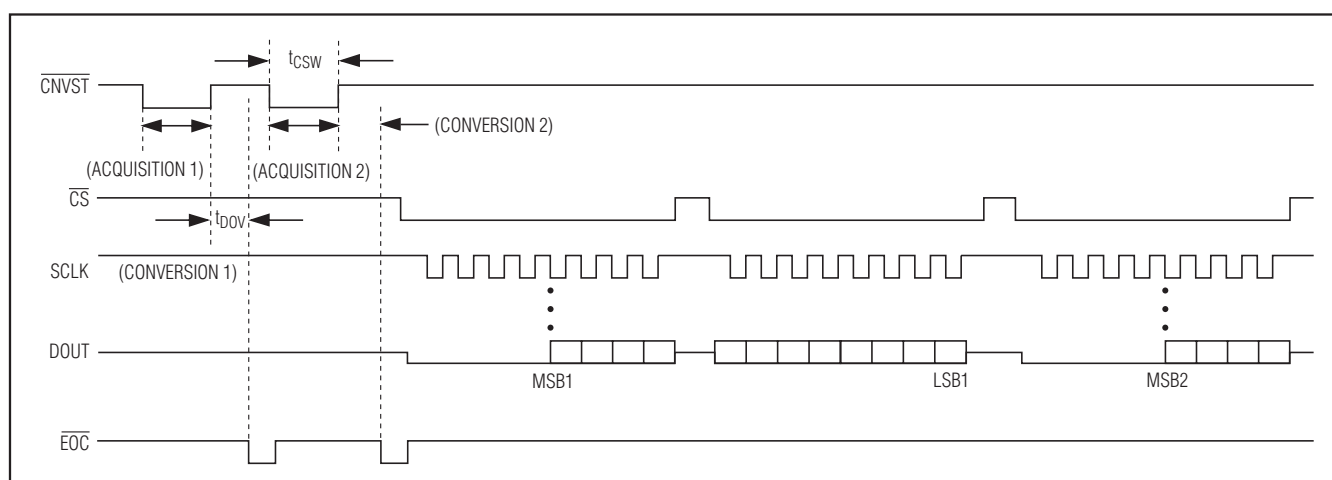 tCSW
CNVST
(CONVERSION 2)
(ACQUISITION 1)
(ACQUISITION 2)
CS
tDOV
SCLK
(CONVERSION 1)
DOUT
MSB1
LSB1
MSB2
EOC